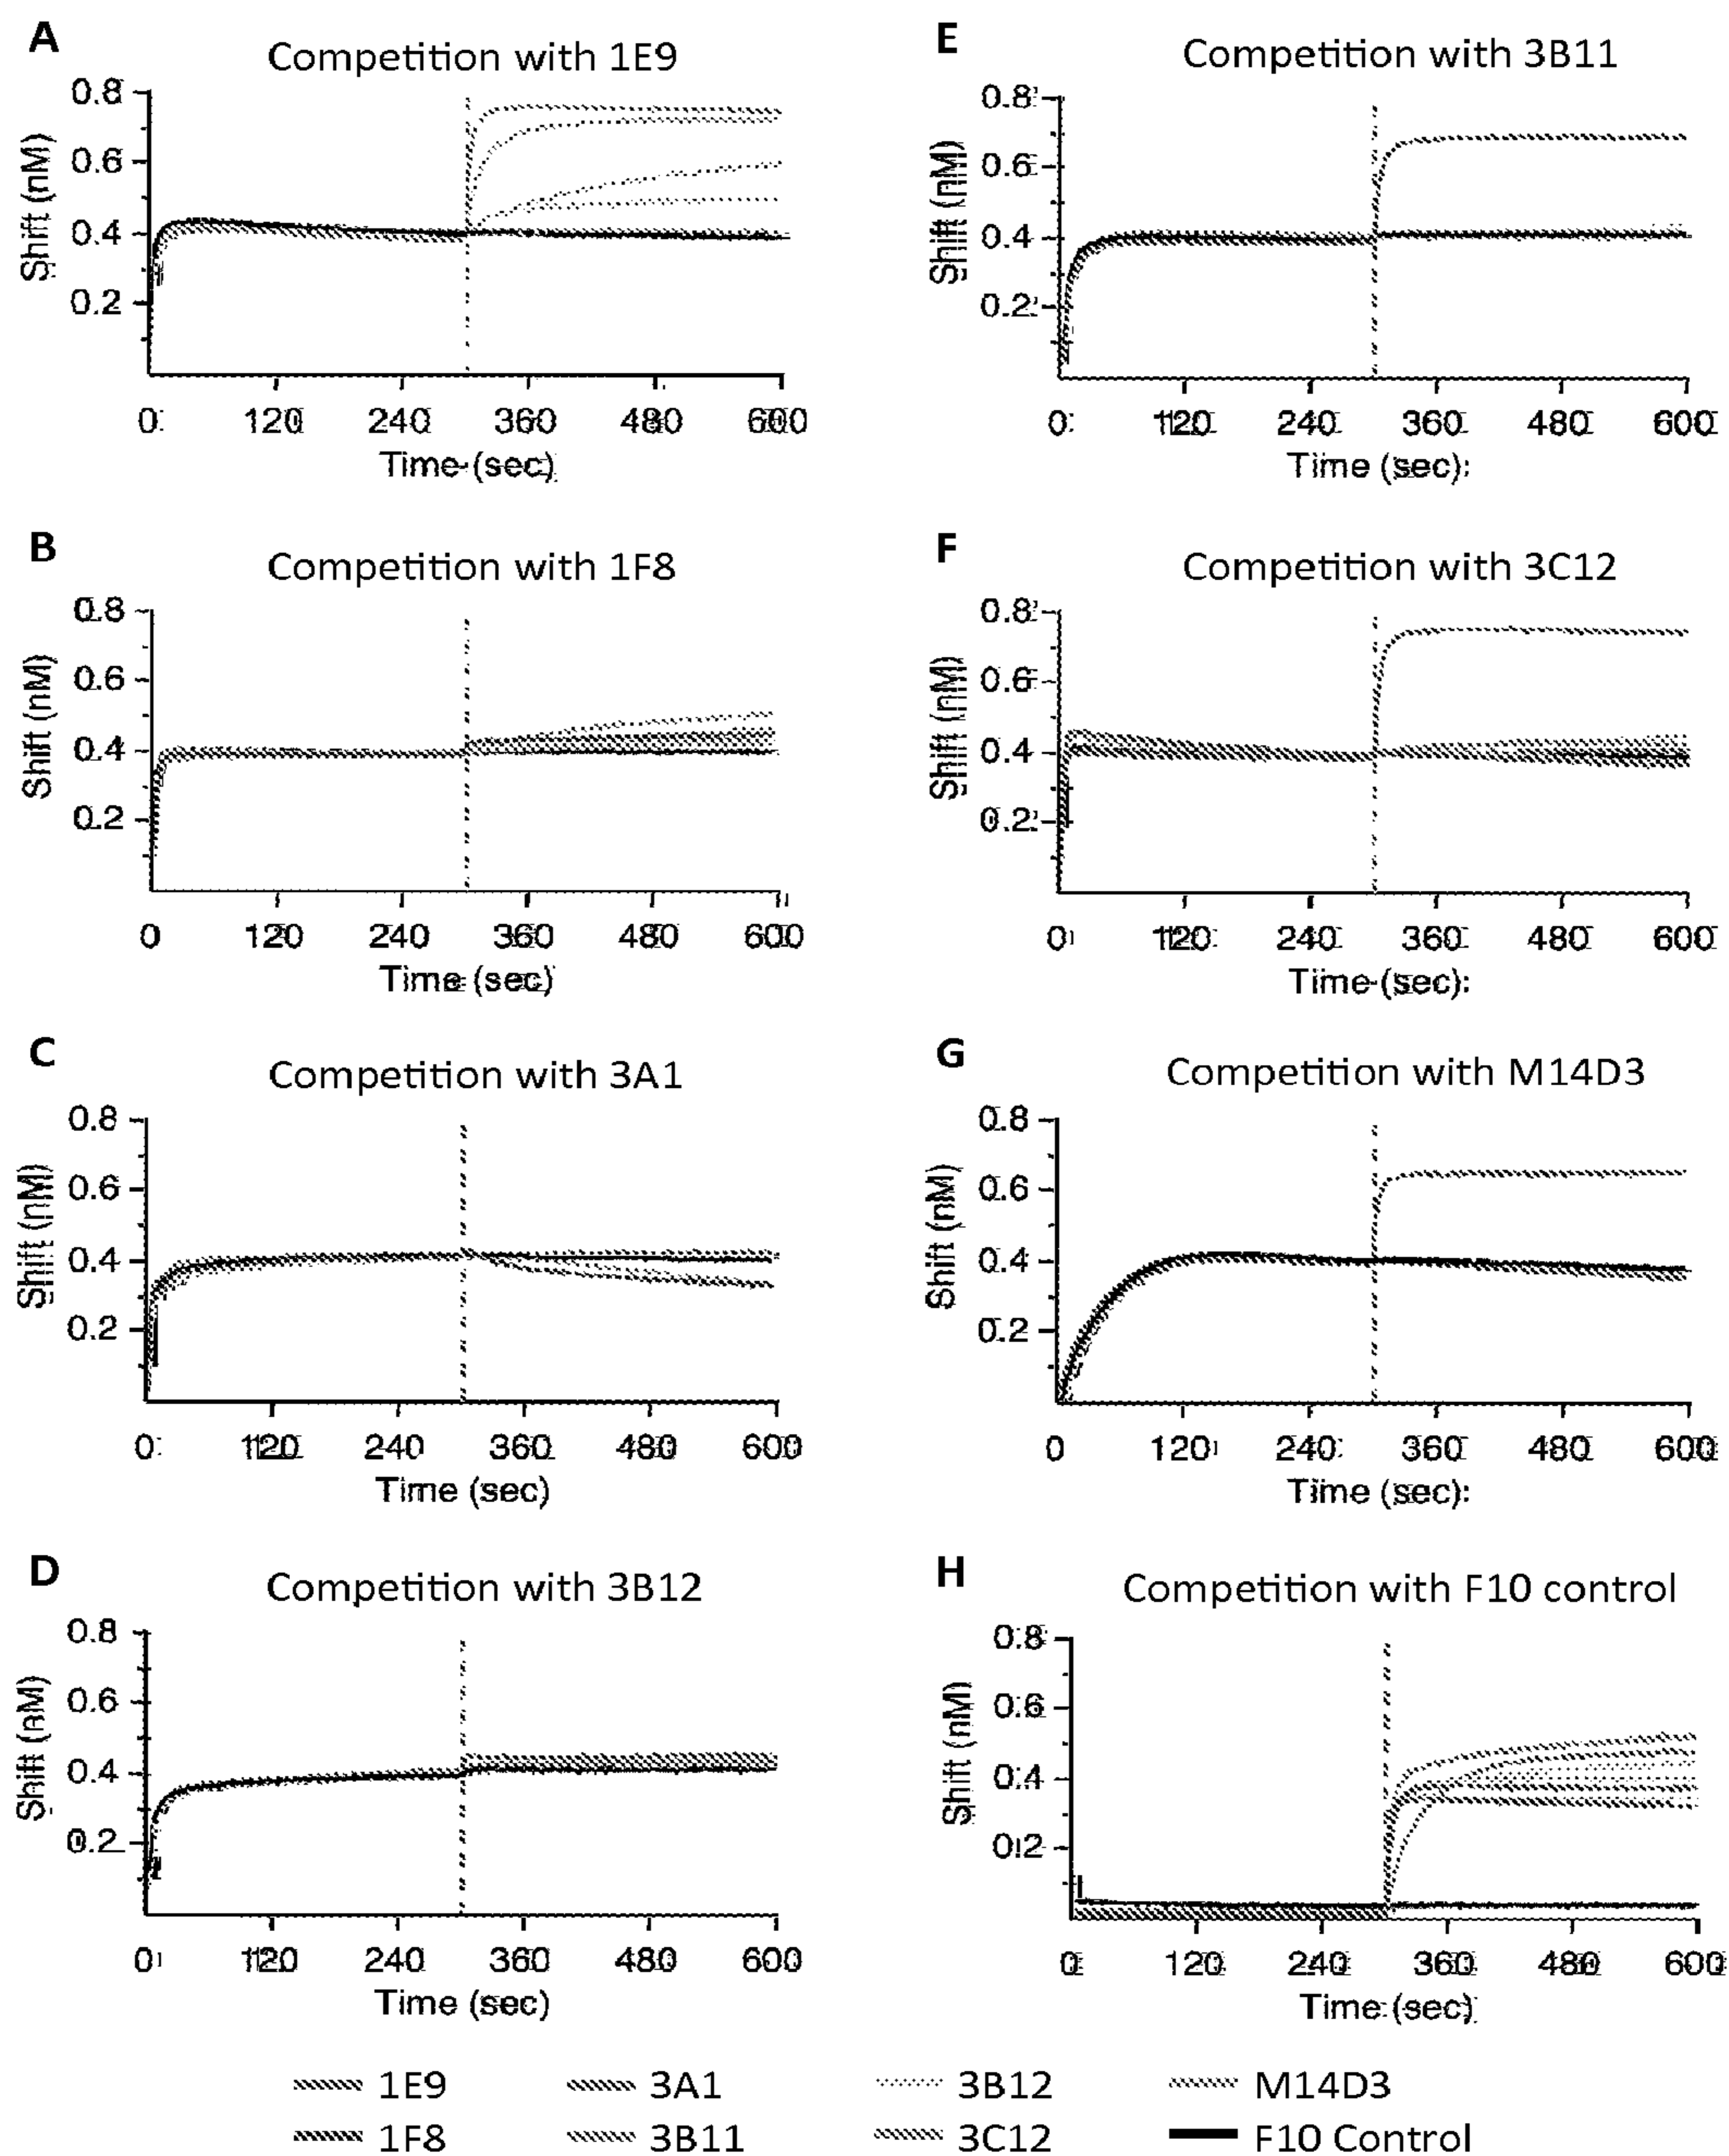 A
Competition with 1E9
Shift (nM)
0.8
0.6
0.4
0.2
0 120 240 360 480 600
Time (sec)
B
Competition with 1F8
Shift (nM)
0.8
0.6
0.4
0.2
0 120 240 360 480 600
Time (sec)
C
Competition with 3A1
Shift (nM)
0.8
0.6
0.4
0.2
0 120 240 360 480 600
Time (sec)
D
Competition with 3B12
Shift (nM)
0.8
0.6
0.4
0.2
0 120 240 360 480 600
Time (sec)
E
Competition with 3B11
Shift (nM)
0.8
0.6
0.4
0.2
0 120 240 360 480 600
Time (sec)
F
Competition with 3C12
Shift (nM)
0.8
0.6
0.4
0.2
0 120 240 360 480 600
Time (sec)
G
Competition with M14D3
Shift (nM)
0.8
0.6
0.4
0.2
0 120 240 360 480 600
Time (sec)
H
Competition with F10 control
Shift (nM)
0.8
0.6
0.4
0.2
0 120 240 360 480 600
Time (sec)
1E9 3A1 3B12 M14D3
1F8 3B11 3C12 F10 Control